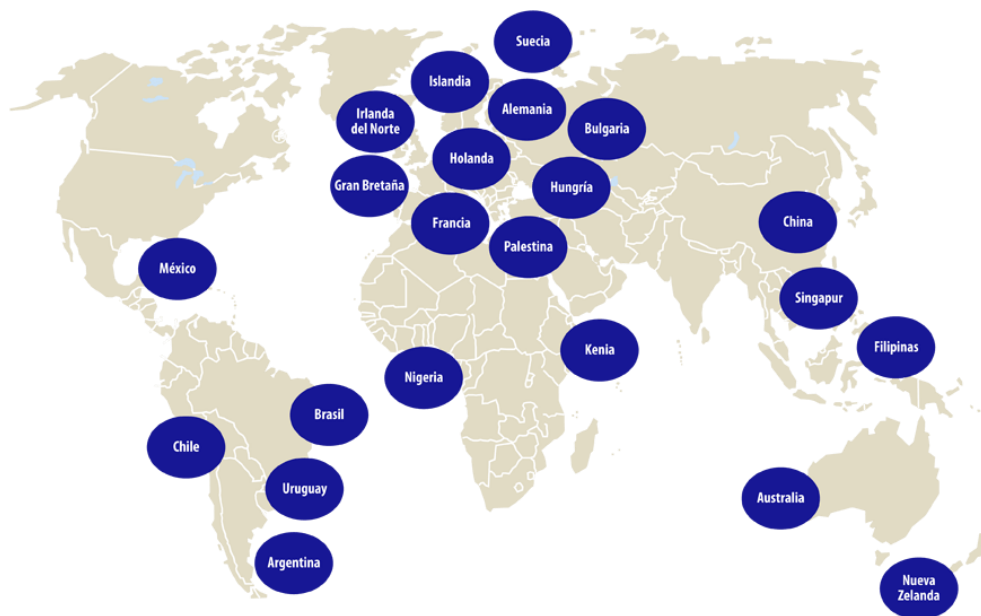 Suecia
Islandia
Alemania
Irlanda
del Norte
Bulgaria
Holanda
Gran Bretaña
Hungría
Francia
China
Palestina
México
Singapur
Filipinas
Kenia
Nigeria
Brasil
Chile
Uruguay
Australia
Argentina
Nueva
Zelanda